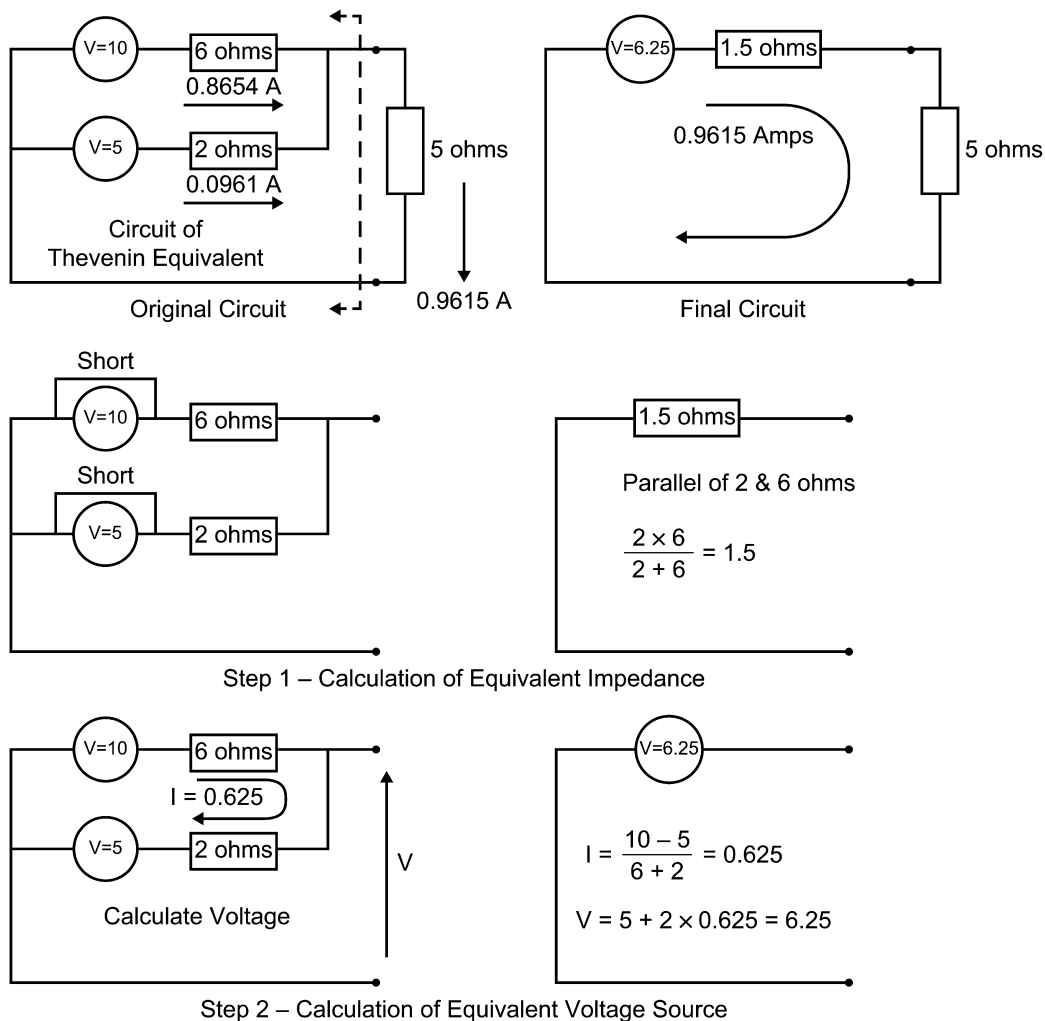 V=10
6 ohms
0.8654 A
V=5
2 ohms
0.0961 A
Circuit of
Thevenin Equivalent
5 ohms
0.9615 A
Original Circuit
V=6.25
1.5 ohms
0.9615 Amps
5 ohms
Final Circuit
Short
V=10
6 ohms
Short
V=5
2 ohms
1.5 ohms
Parallel of 2 & 6 ohms
2 × 6
2 + 6
= 1.5
Step 1 – Calculation of Equivalent Impedance
V=10
6 ohms
I = 0.625
V=5
2 ohms
V
Calculate Voltage
V=6.25
I = 10 – 5 = 0.625
6 + 2
V = 5 + 2 × 0.625 = 6.25
Step 2 – Calculation of Equivalent Voltage Source